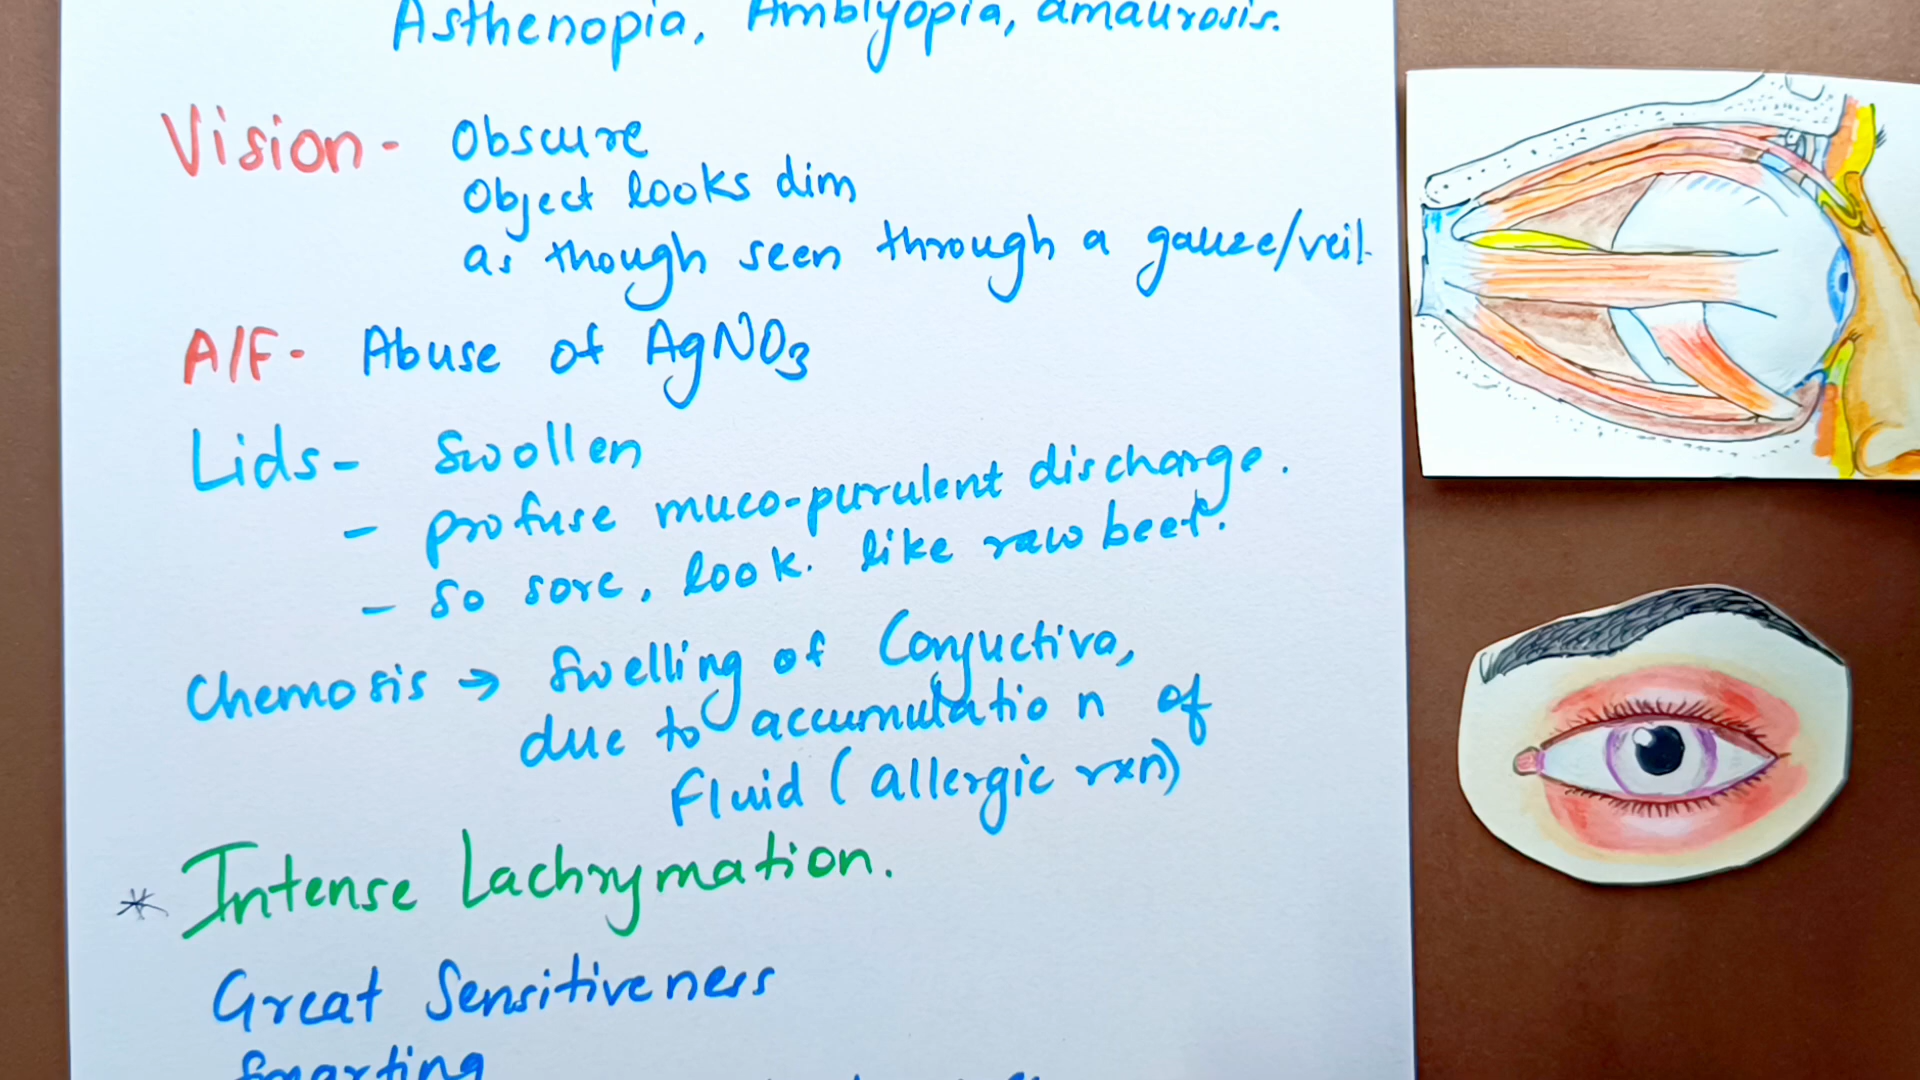 Asthenopia, Amblyopia, amaurosis.
Vision - Obscure
Object looks dim
as though seen through a gauze/veil.
A/F - Abuse of AgNO3
Lids - Swollen
- profuse muco-purulent discharge.
- so sore, look. like raw beef.
Chemosis → Swelling of Conjuctiva,
due to accumulation of
Fluid (allergic rxn)
* Intense Lachrymation.
Great Sensitiveness
Smarting